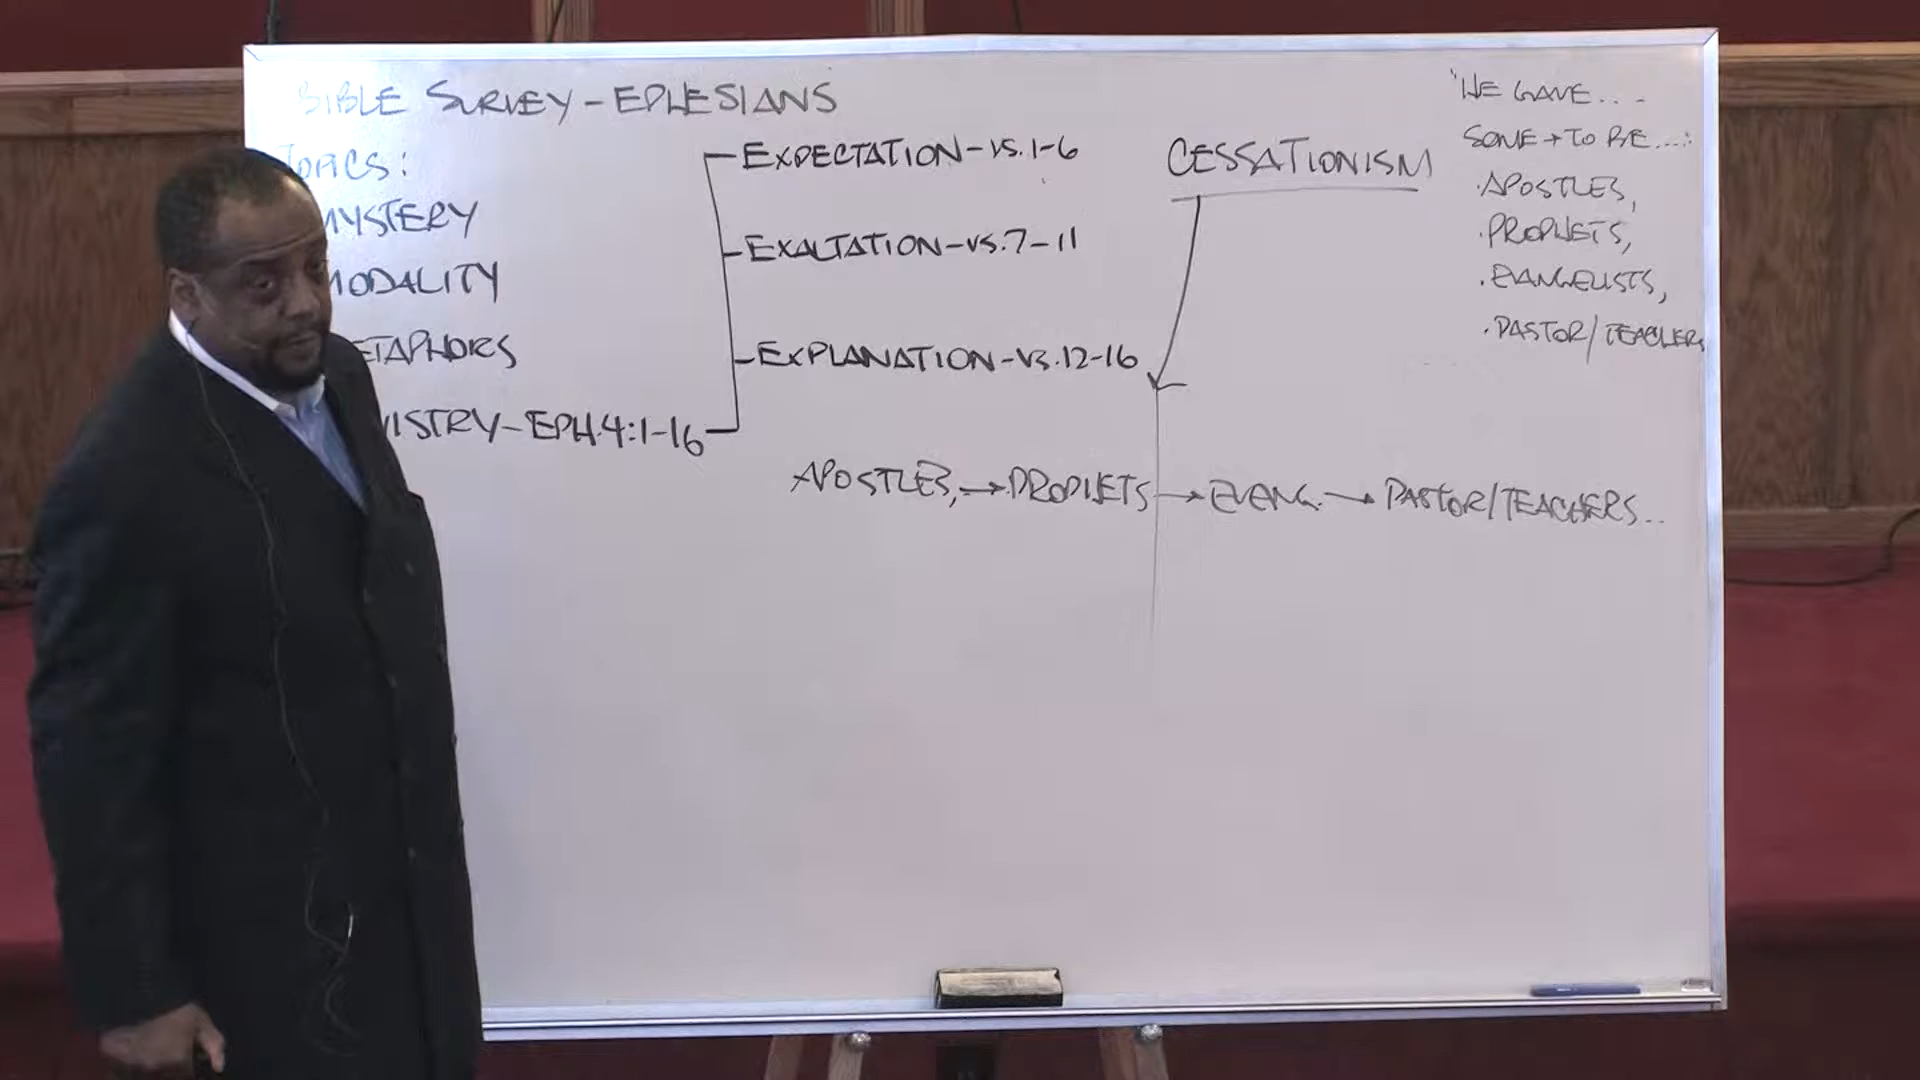 BIBLE SURVEY - EPHESIANS
TOPICS:
MYSTERY
MODALITY
ETAPHORS
ISTRY - EPH. 4:1-16
EXPECTATION - VS. 1-6
EXALTATION - VS. 7-11
EXPLANATION - VS. 12-16
CESSATIONISM
"HE GAVE....
SOME → TO BE....:
· APOSTLES,
· PROPHETS,
· EVANGELISTS,
· PASTOR/TEACHERS
APOSTLES, → PROPHETS → EVANG. → PASTOR/TEACHERS..